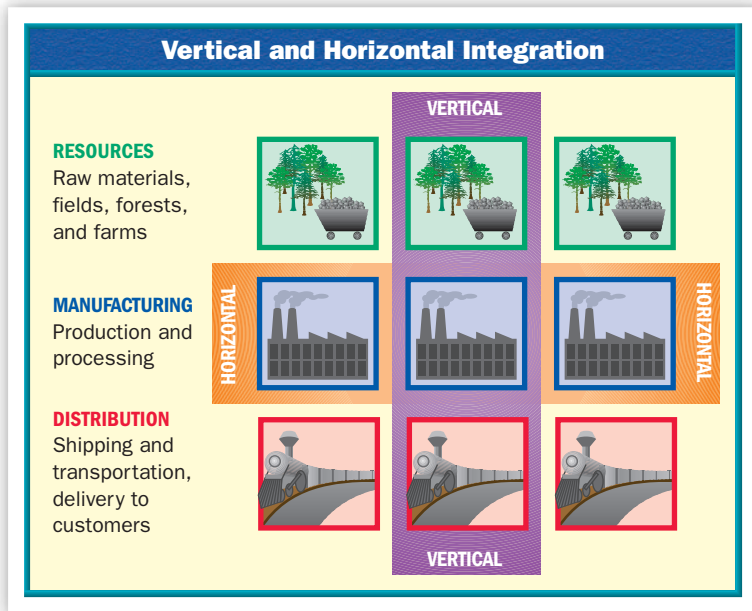 Vertical and Horizontal Integration
VERTICAL
RESOURCES
Raw materials,
fields, forests,
and farms
HORIZONTAL
MANUFACTURING
Production and
processing
HORIZONTAL
DISTRIBUTION
Shipping and
transportation,
delivery to
customers
VERTICAL